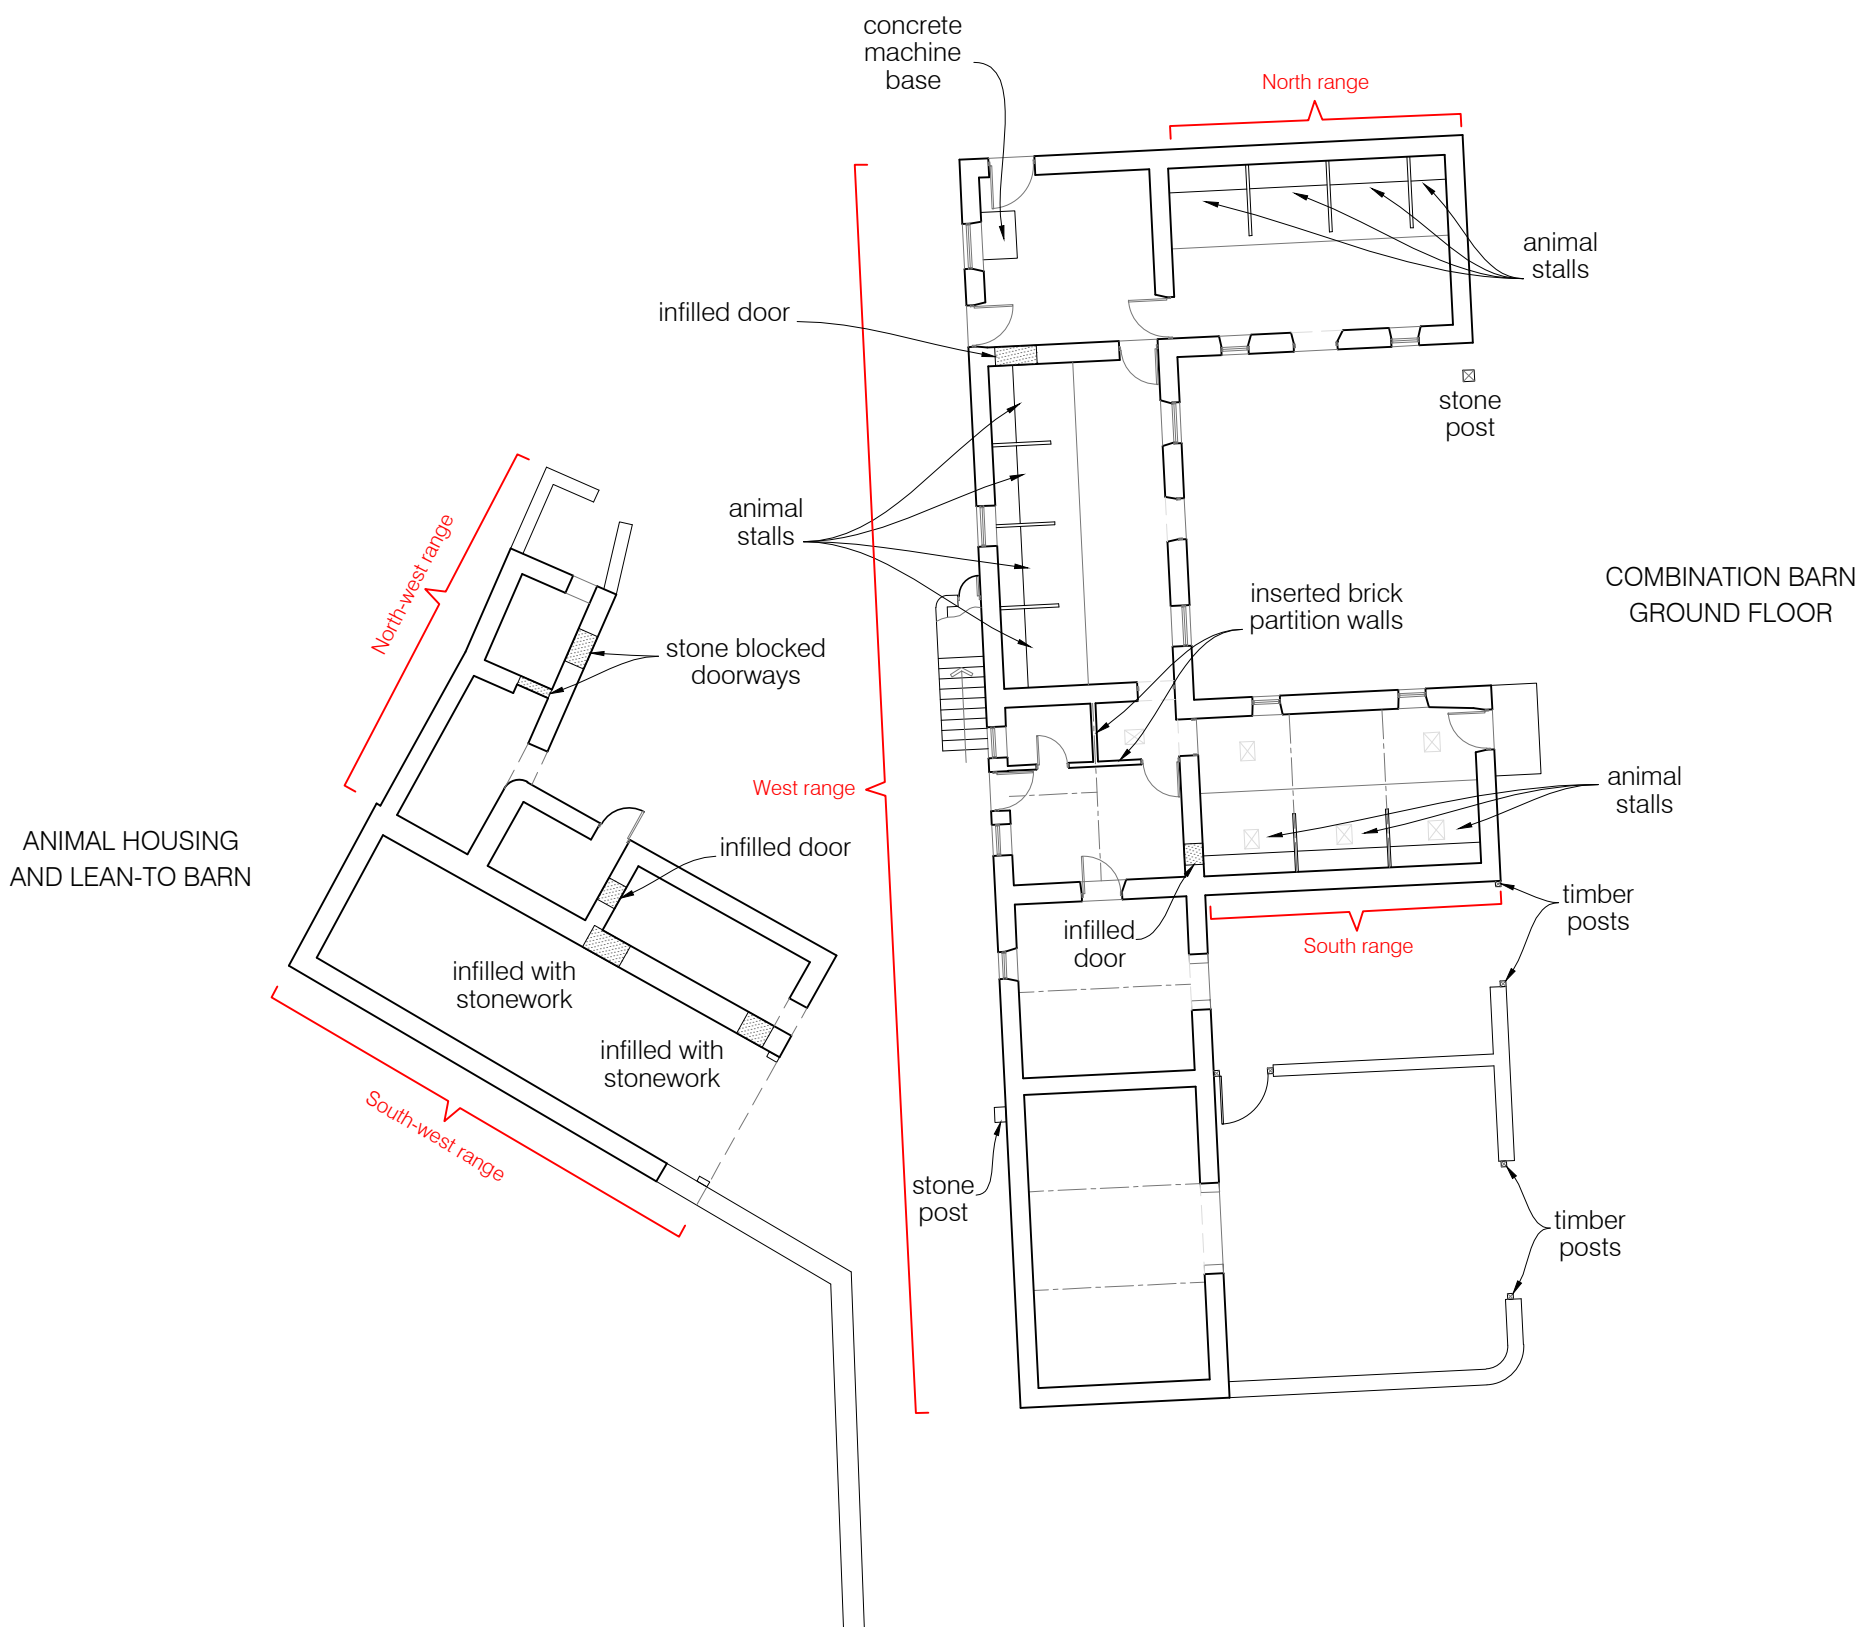 concrete
machine
base
North range
animal
stalls
infilled door
stone
post
animal
stalls
North-west range
inserted brick
partition walls
COMBINATION BARN
GROUND FLOOR
stone blocked
doorways
West range
animal
stalls
ANIMAL HOUSING
AND LEAN-TO BARN
infilled door
timber
posts
infilled
door
South range
infilled with
stonework
infilled with
stonework
South-west range
stone
post
timber
posts